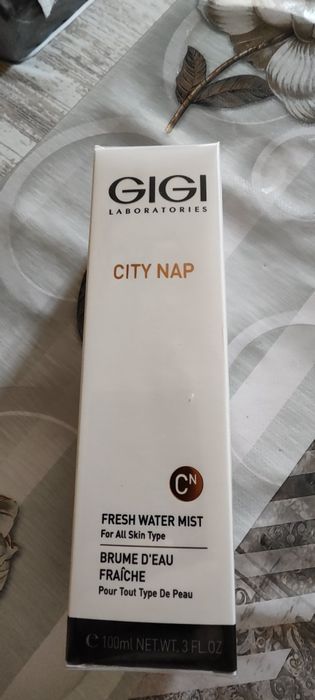 GIGI
LABORATORIES
CITY NAP
CN
FRESH WATER MIST
For All Skin Type
BRUME D'EAU
FRAÎCHE
Pour Tout Type De Peau
℮ 100ml NET.WT. 3 FL.OZ